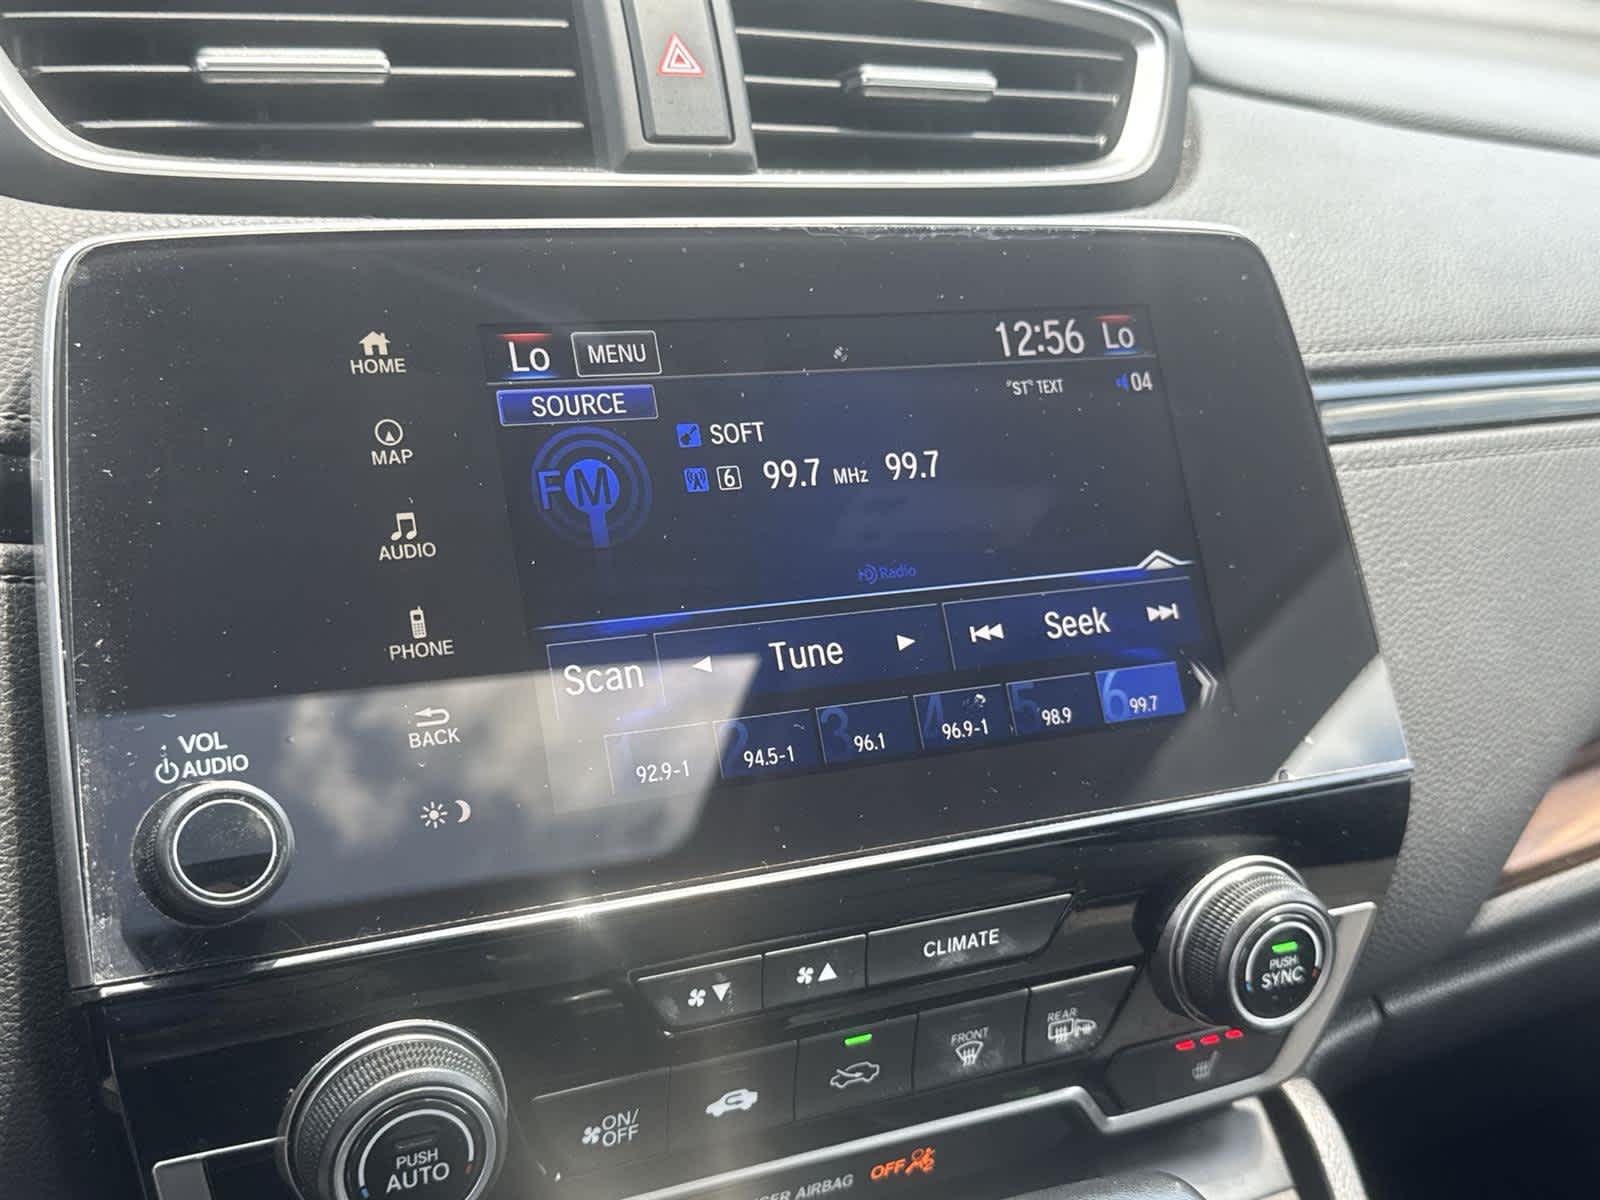 Lo MENU 12:56 Lo
HOME
SOURCE "ST" TEXT 04
FM
SOFT
6 99.7 MHz 99.7
MAP
AUDIO
HD Radio
PHONE
Scan Tune Seek
BACK
1 92.9-1
2 94.5-1
3 96.1
4 96.9-1
5 98.9
6 99.7
VOL
AUDIO
CLIMATE
PUSH
SYNC
FRONT
REAR
ON/
OFF
PUSH
AUTO
AIRBAG OFF